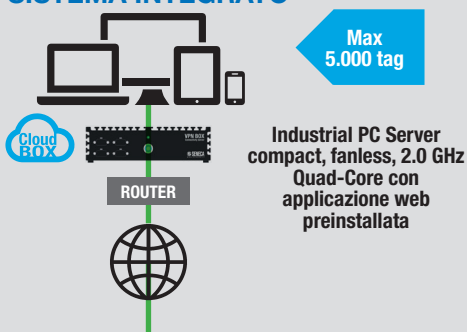 SISTEMA INTEGRATO
Max
5.000 tag
Cloud
BOX
VPN BOX
SENECA
Industrial PC Server
compact, fanless, 2.0 GHz
Quad-Core con
applicazione web
preinstallata
ROUTER